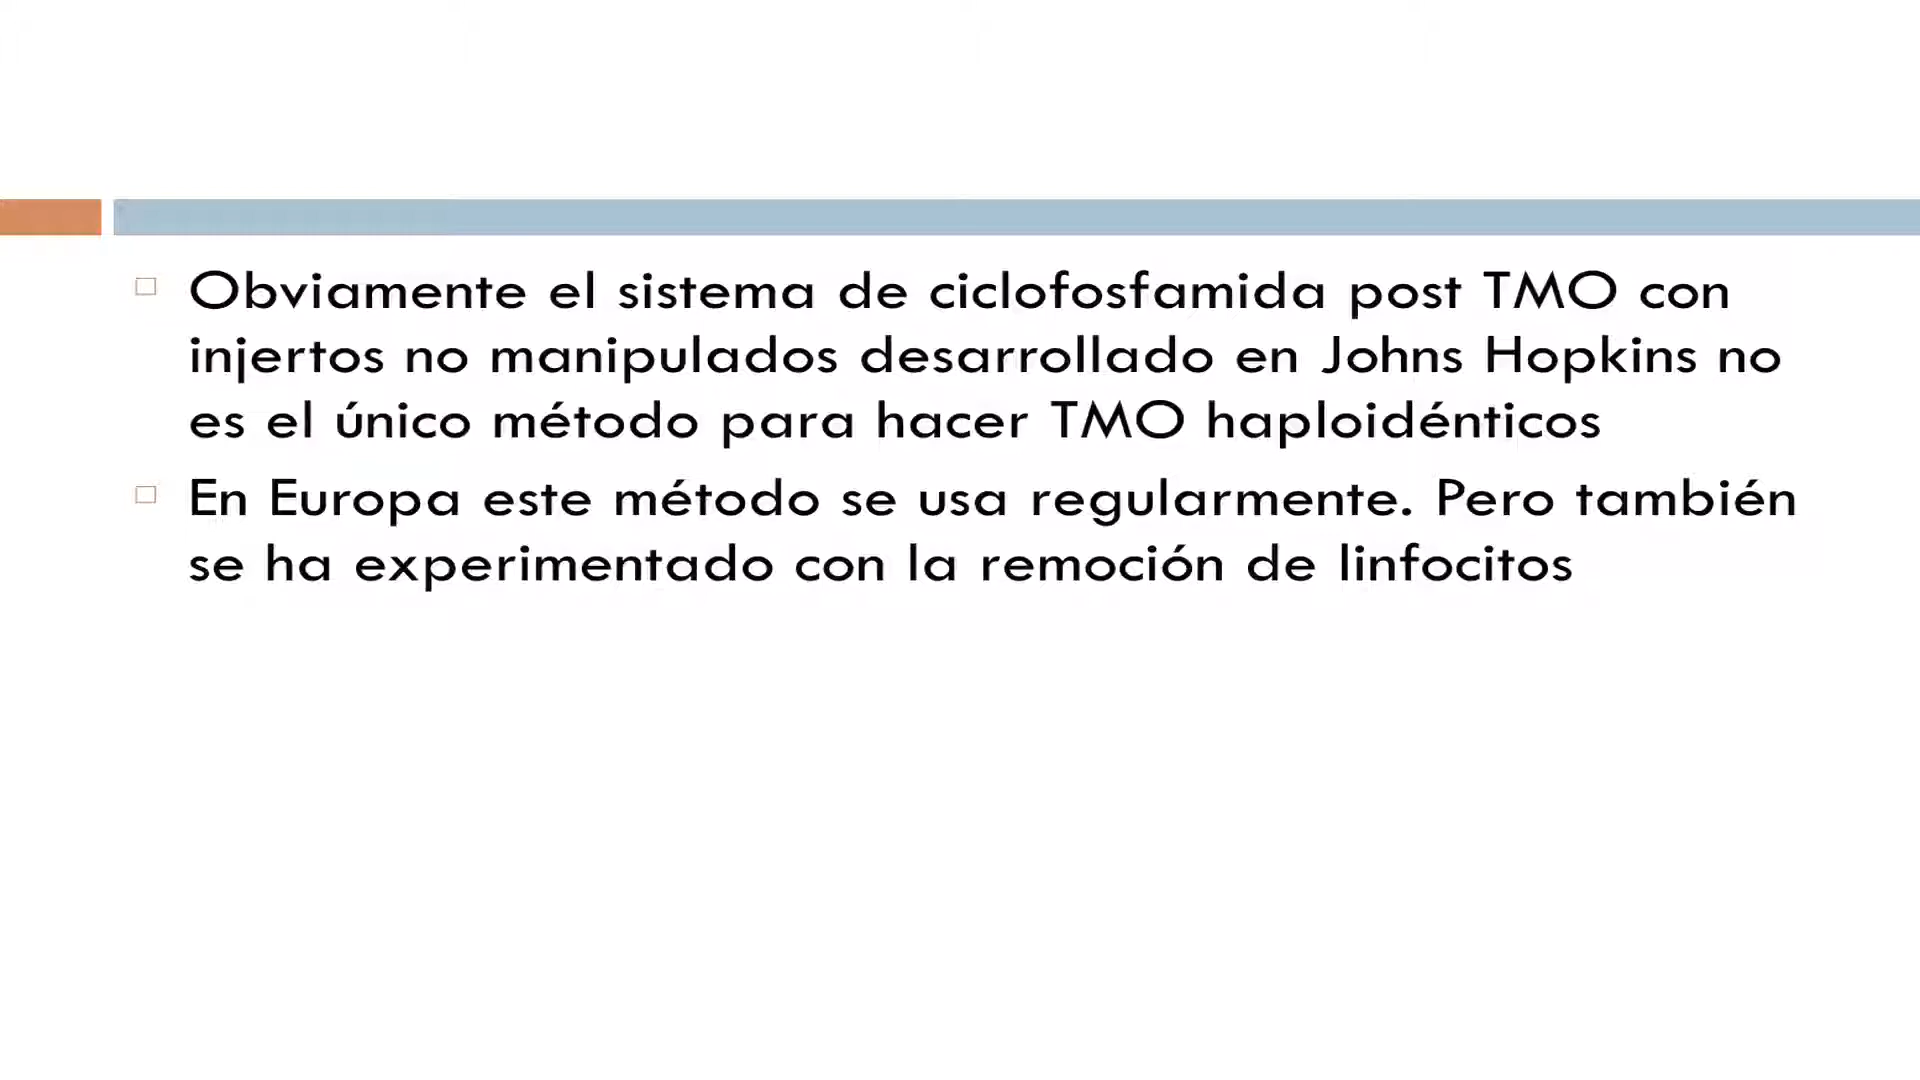 Obviamente el sistema de ciclofosfamida post TMO con
injertos no manipulados desarrollado en Johns Hopkins no
es el único método para hacer TMO haploidénticos
En Europa este método se usa regularmente. Pero también
se ha experimentado con la remoción de linfocitos